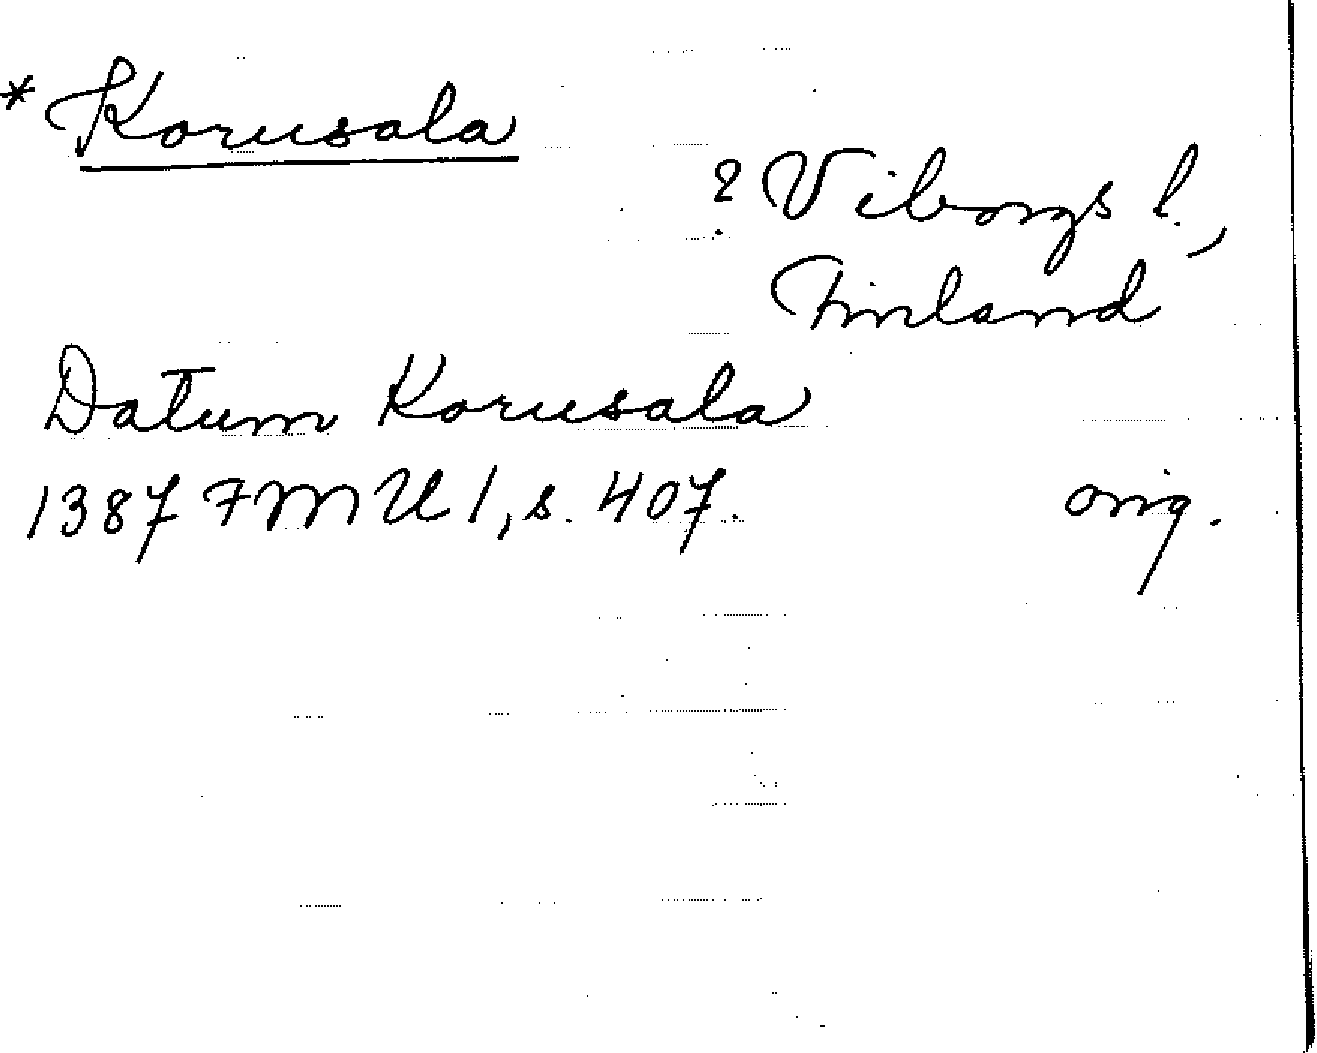 * Korusala
? Viborgs l.,
Finland
Datum Korusala
1387 FMU 1, s. 407. orig.